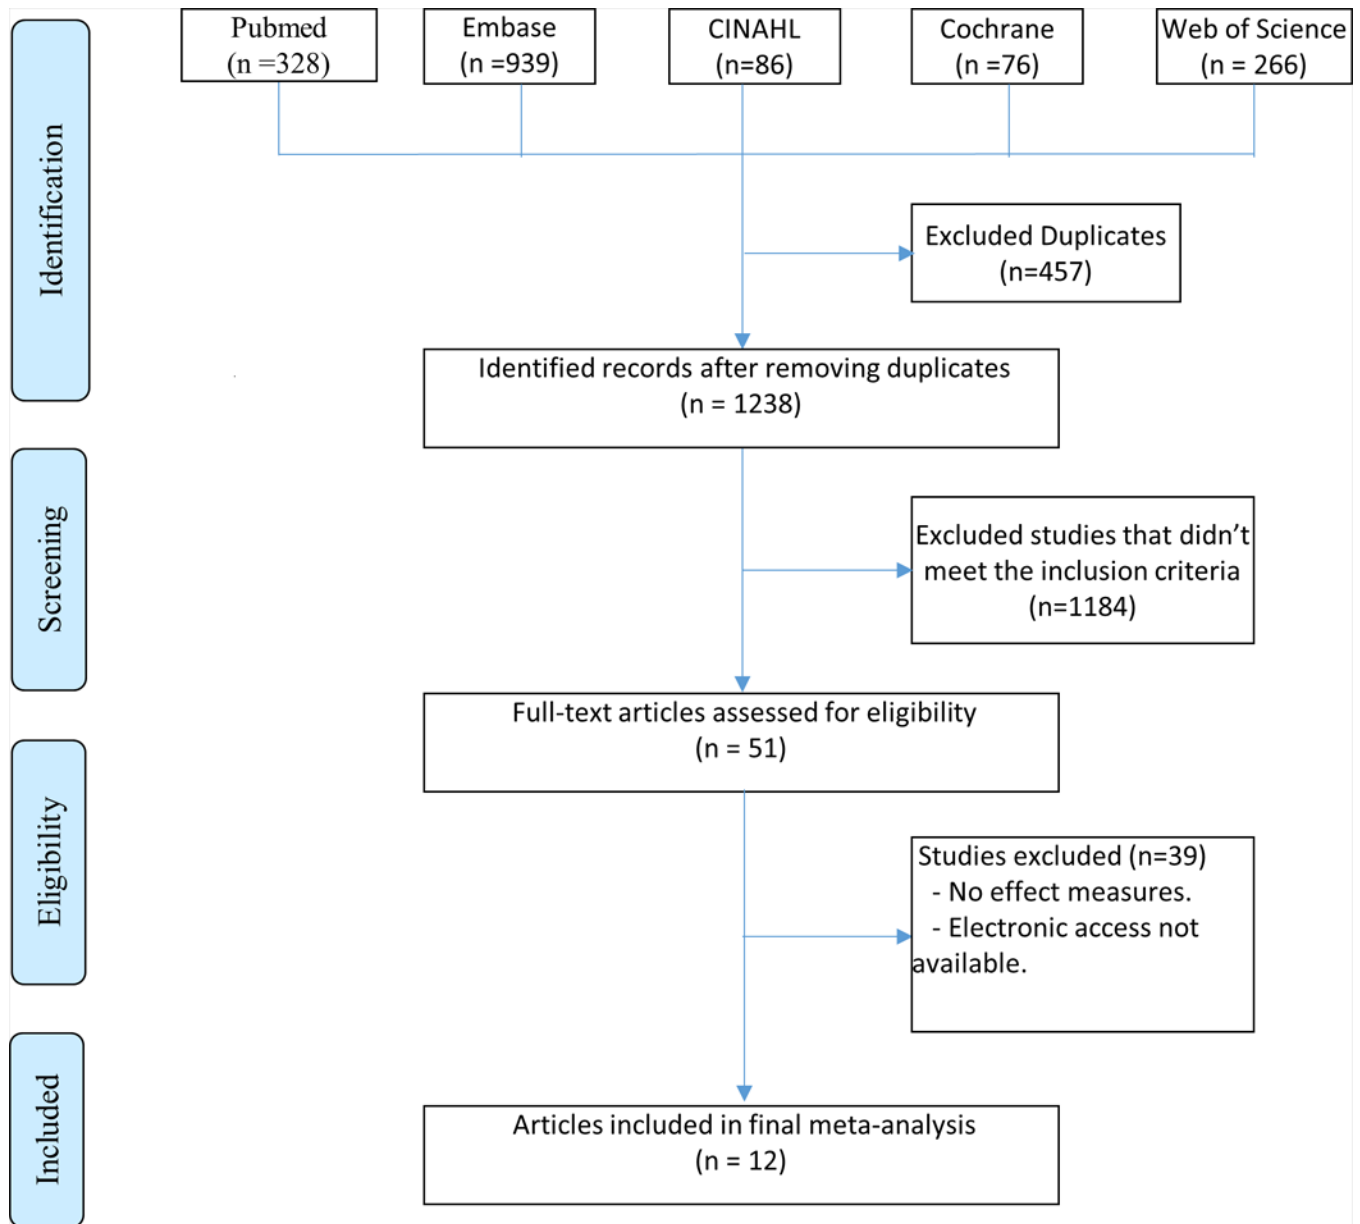 Pubmed
(n =328)
Embase
(n =939)
CINAHL
(n=86)
Cochrane
(n =76)
Web of Science
(n = 266)
Identification
Excluded Duplicates
(n=457)
Identified records after removing duplicates
(n = 1238)
Screening
Excluded studies that didn’t
meet the inclusion criteria
(n=1184)
Full-text articles assessed for eligibility
(n = 51)
Eligibility
Studies excluded (n=39)
- No effect measures.
- Electronic access not
available.
Included
Articles included in final meta-analysis
(n = 12)